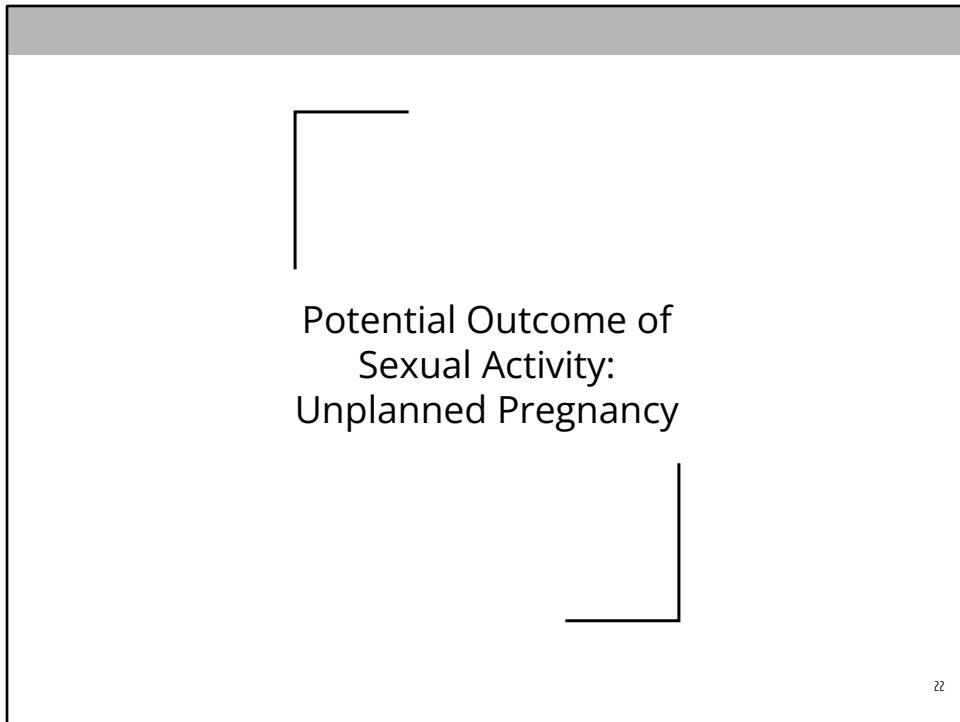 Potential Outcome of
Sexual Activity:
Unplanned Pregnancy
22